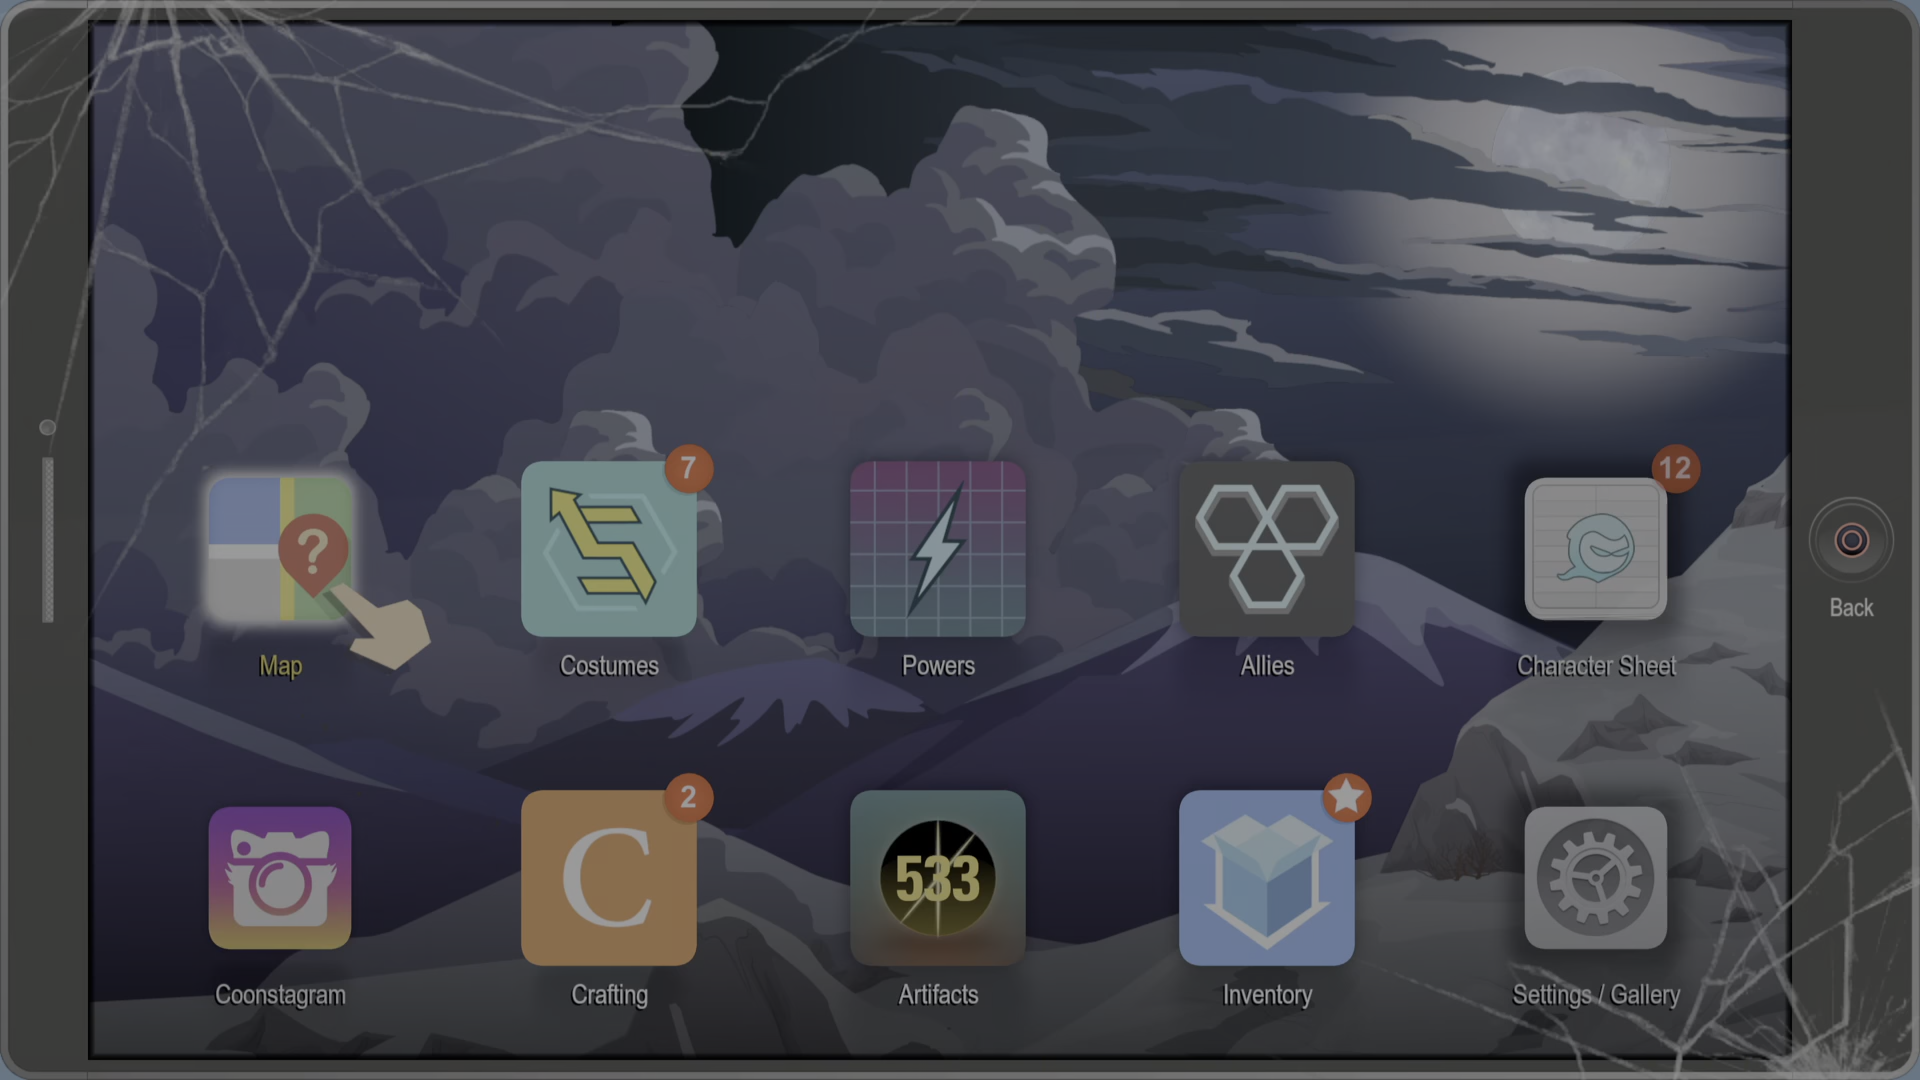 7
12
?
Map
Costumes
Powers
Allies
Character Sheet
Back
2
C
533
Coonstagram
Crafting
Artifacts
Inventory
Settings / Gallery